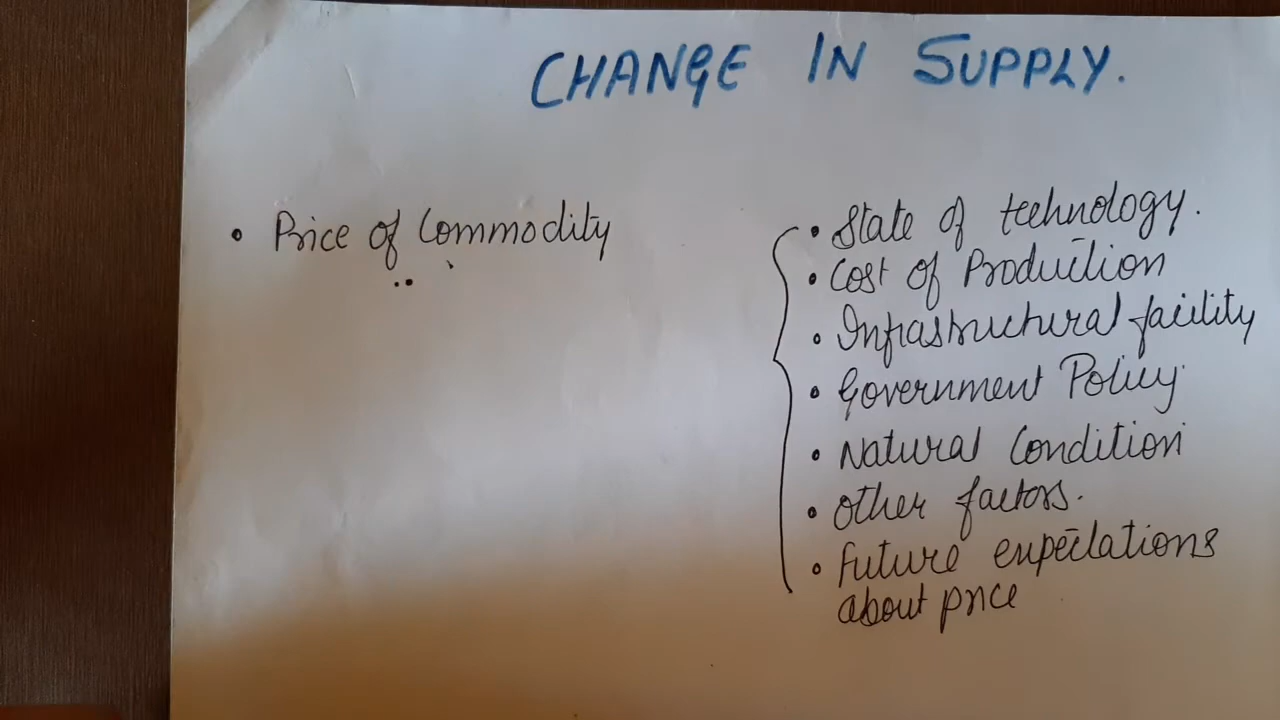 CHANGE IN SUPPLY.
• Price of Commodity
• State of technology.
• Cost of Production
• Infrastructural facility
• Government Policy
• Natural Condition
• Other factors.
• Future expectations
about price